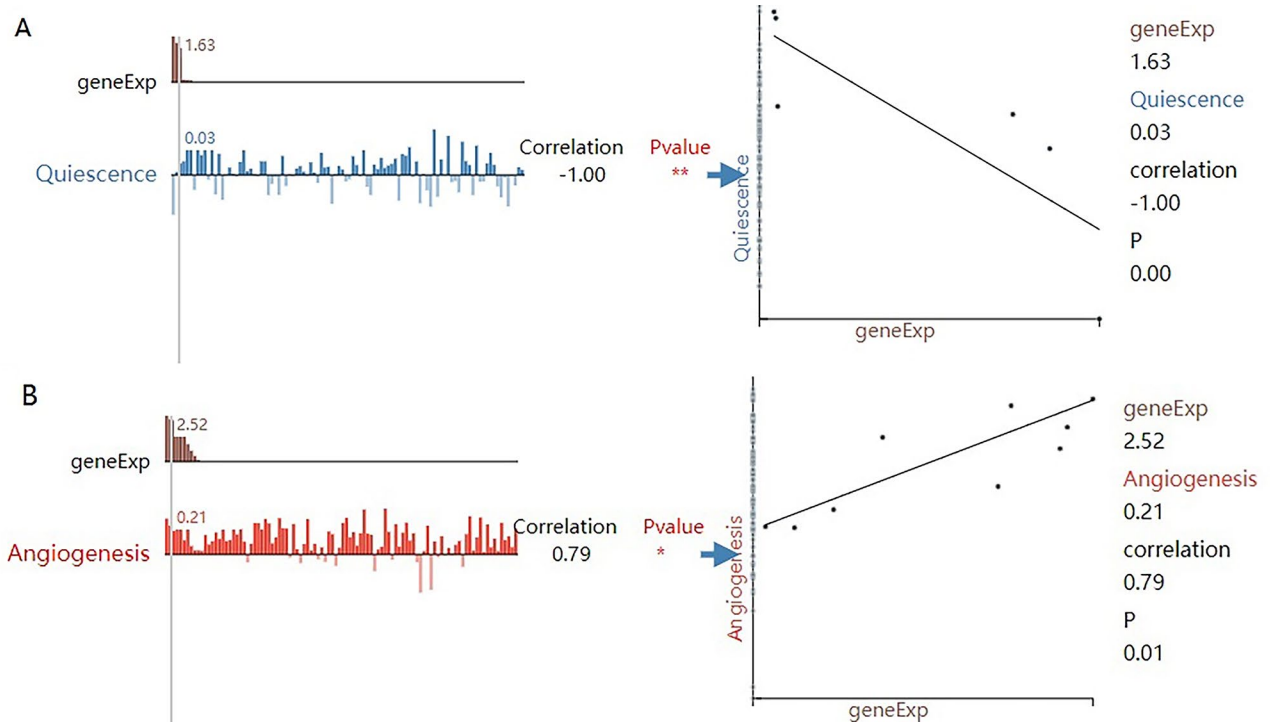 A
1.63
geneExp
0.03
Quiescence
Correlation
-1.00
Pvalue
**
Quiescence
geneExp
geneExp
1.63
Quiescence
0.03
correlation
-1.00
P
0.00
B
2.52
geneExp
0.21
Angiogenesis
Correlation
0.79
Pvalue
*
Angiogenesis
geneExp
geneExp
2.52
Angiogenesis
0.21
correlation
0.79
P
0.01